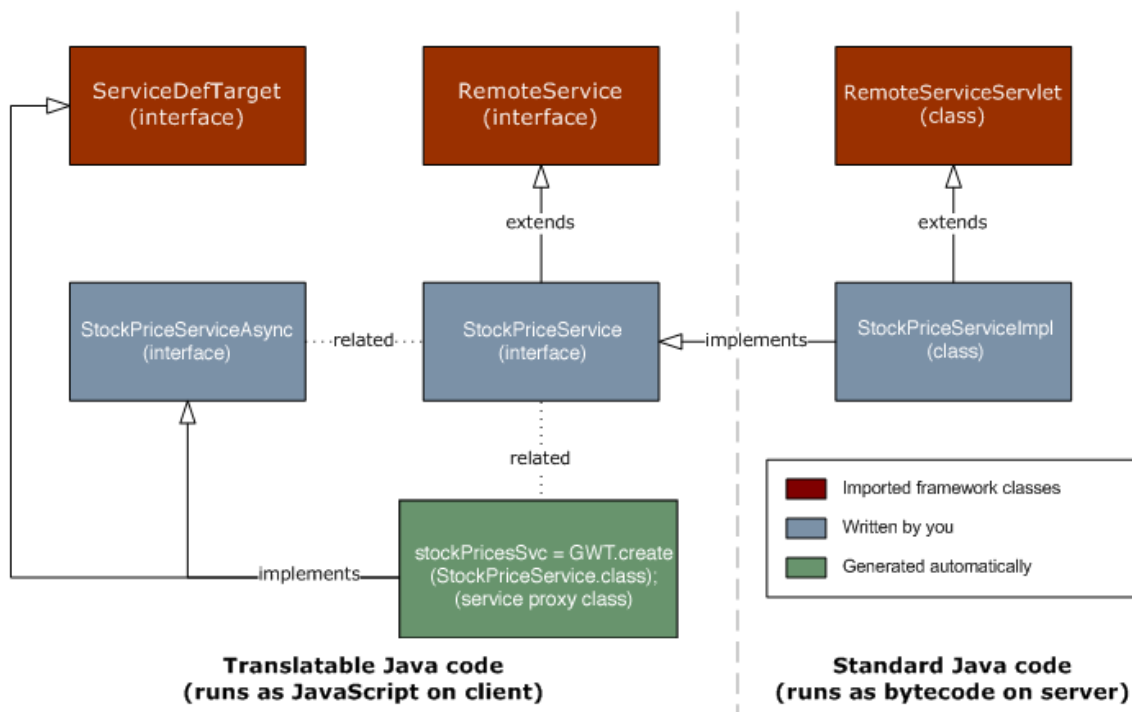 ServiceDefTarget
(interface)
RemoteService
(interface)
RemoteServiceServlet
(class)
extends
extends
StockPriceServiceAsync
(interface)
related
StockPriceService
(interface)
implements
StockPriceServiceImpl
(class)
related
Imported framework classes
Written by you
Generated automatically
implements
stockPricesSvc = GWT.create
(StockPriceService.class);
(service proxy class)
Translatable Java code
(runs as JavaScript on client)
Standard Java code
(runs as bytecode on server)